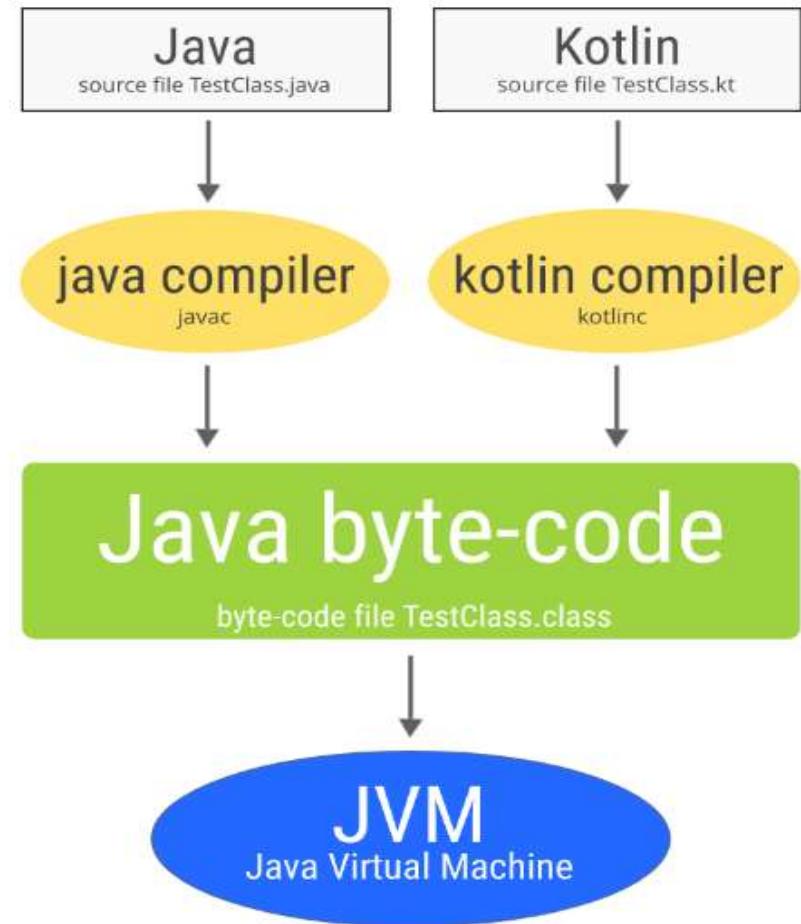 Java
source file TestClass.java
Kotlin
source file TestClass.kt
java compiler
javac
kotlin compiler
kotlinc
Java byte-code
byte-code file TestClass.class
JVM
Java Virtual Machine